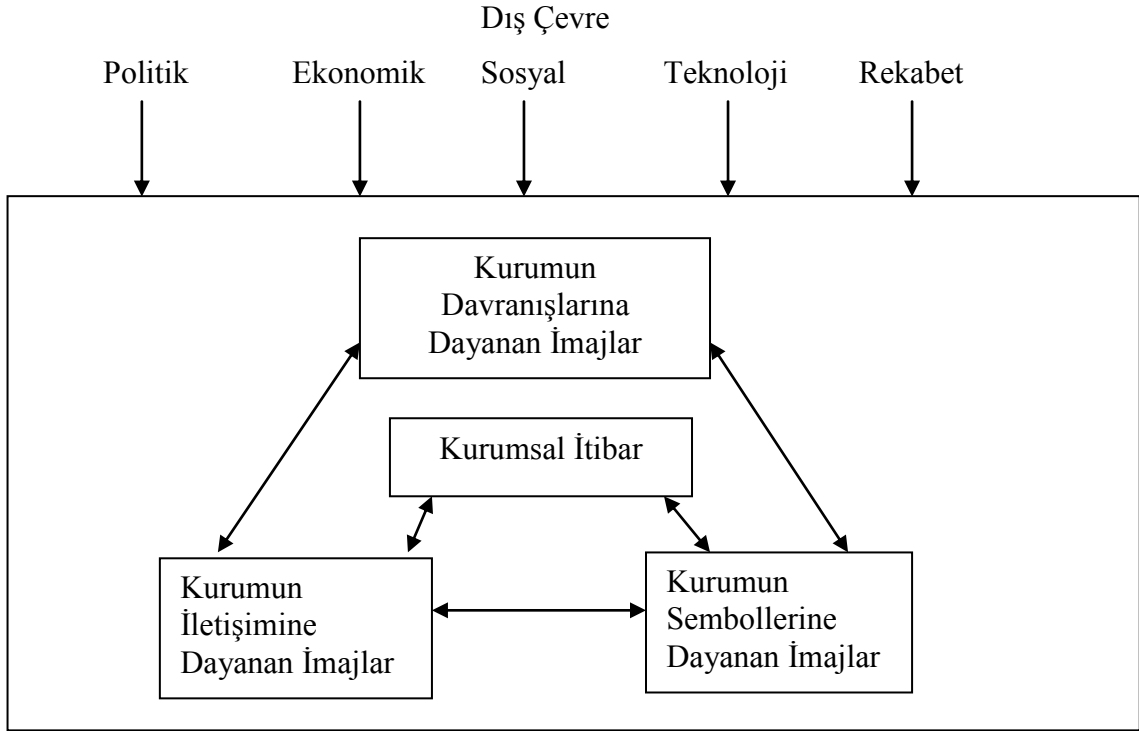 Dış Çevre
Politik Ekonomik Sosyal Teknoloji Rekabet
Kurumun
Davranışlarına
Dayanan İmajlar
Kurumsal İtibar
Kurumun
İletişimine
Dayanan İmajlar
Kurumun
Sembollerine
Dayanan İmajlar